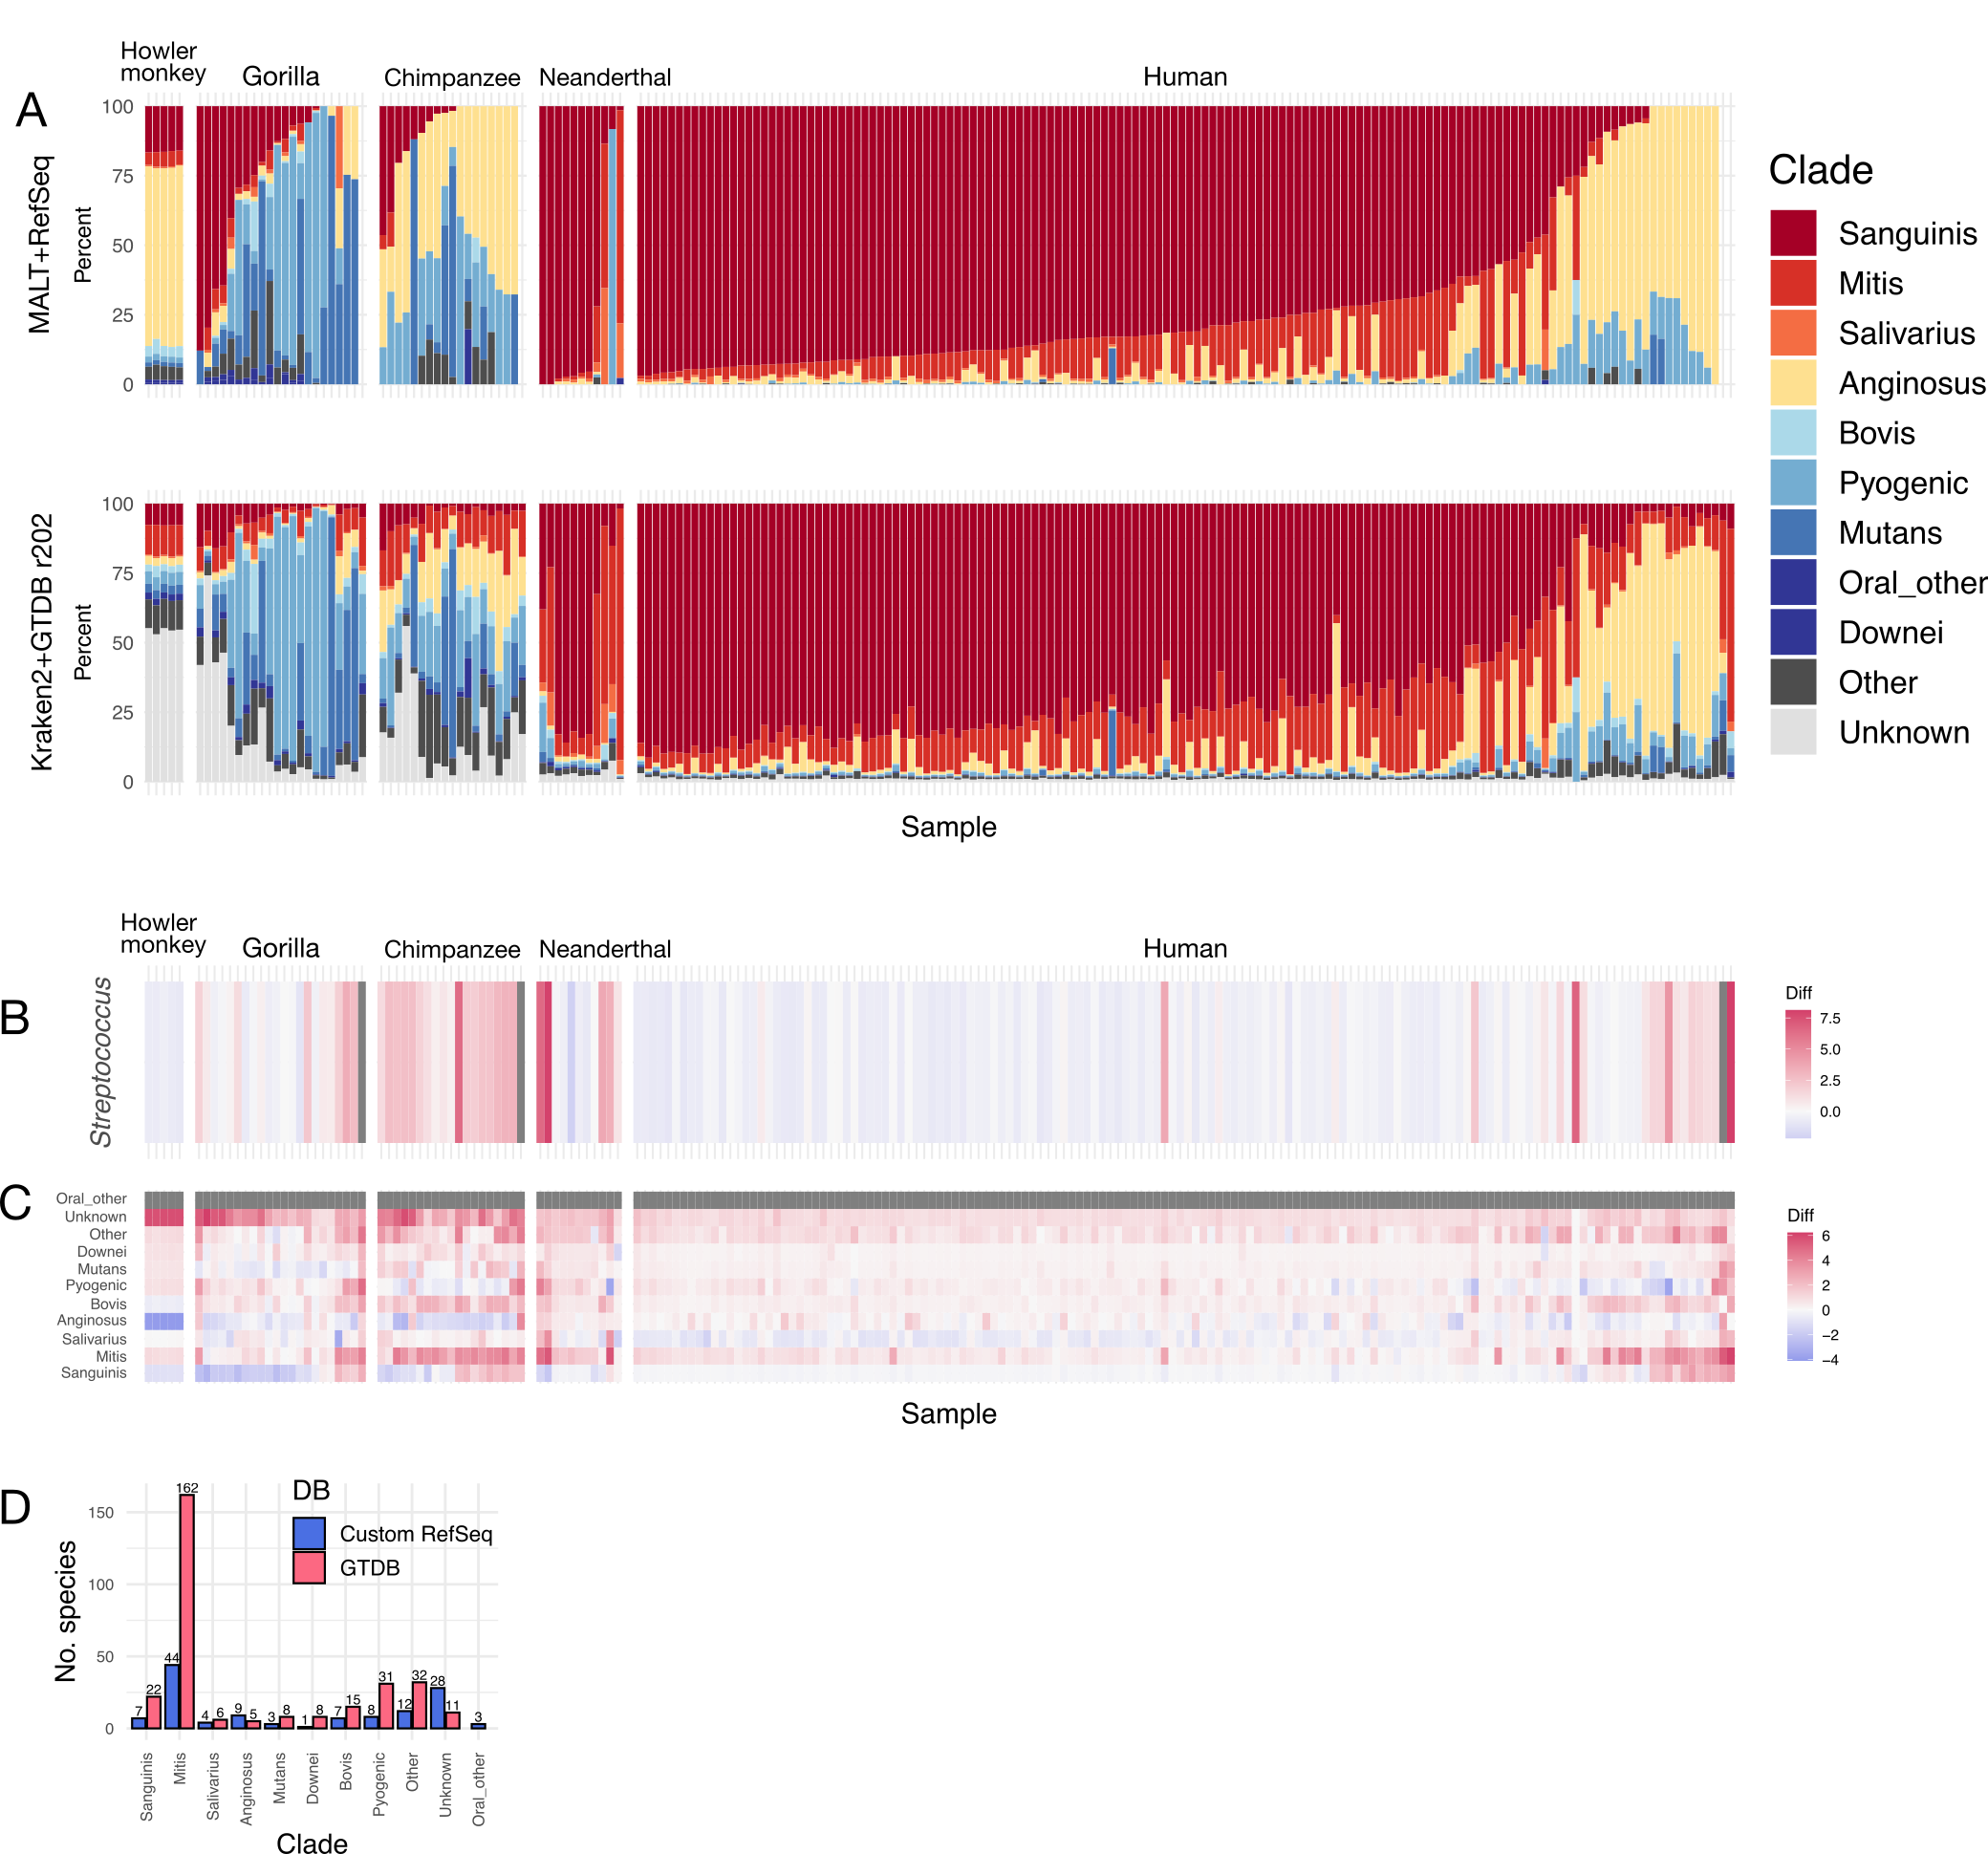 Howler
monkey
Gorilla
Chimpanzee
Neanderthal
Human
A
MALT+RefSeq
Percent
100
75
50
25
0
Clade
Sanguinis
Mitis
Salivarius
Anginosus
Bovis
Pyogenic
Mutans
Oral_other
Downei
Other
Unknown
Kraken2+GTDB r202
Percent
100
75
50
25
0
Sample
Howler
monkey
Gorilla
Chimpanzee
Neanderthal
Human
B
Streptococcus
Diff
7.5
5.0
2.5
0.0
C
Oral_other
Unknown
Other
Downei
Mutans
Pyogenic
Bovis
Anginosus
Salivarius
Mitis
Sanguinis
Diff
6
4
2
0
−2
−4
Sample
D
No. species
150
100
50
0
DB
Custom RefSeq
GTDB
7
22
44
162
4
6
9
5
3
8
1
8
7
15
8
31
12
32
28
11
3
Sanguinis
Mitis
Salivarius
Anginosus
Mutans
Downei
Bovis
Pyogenic
Other
Unknown
Oral_other
Clade